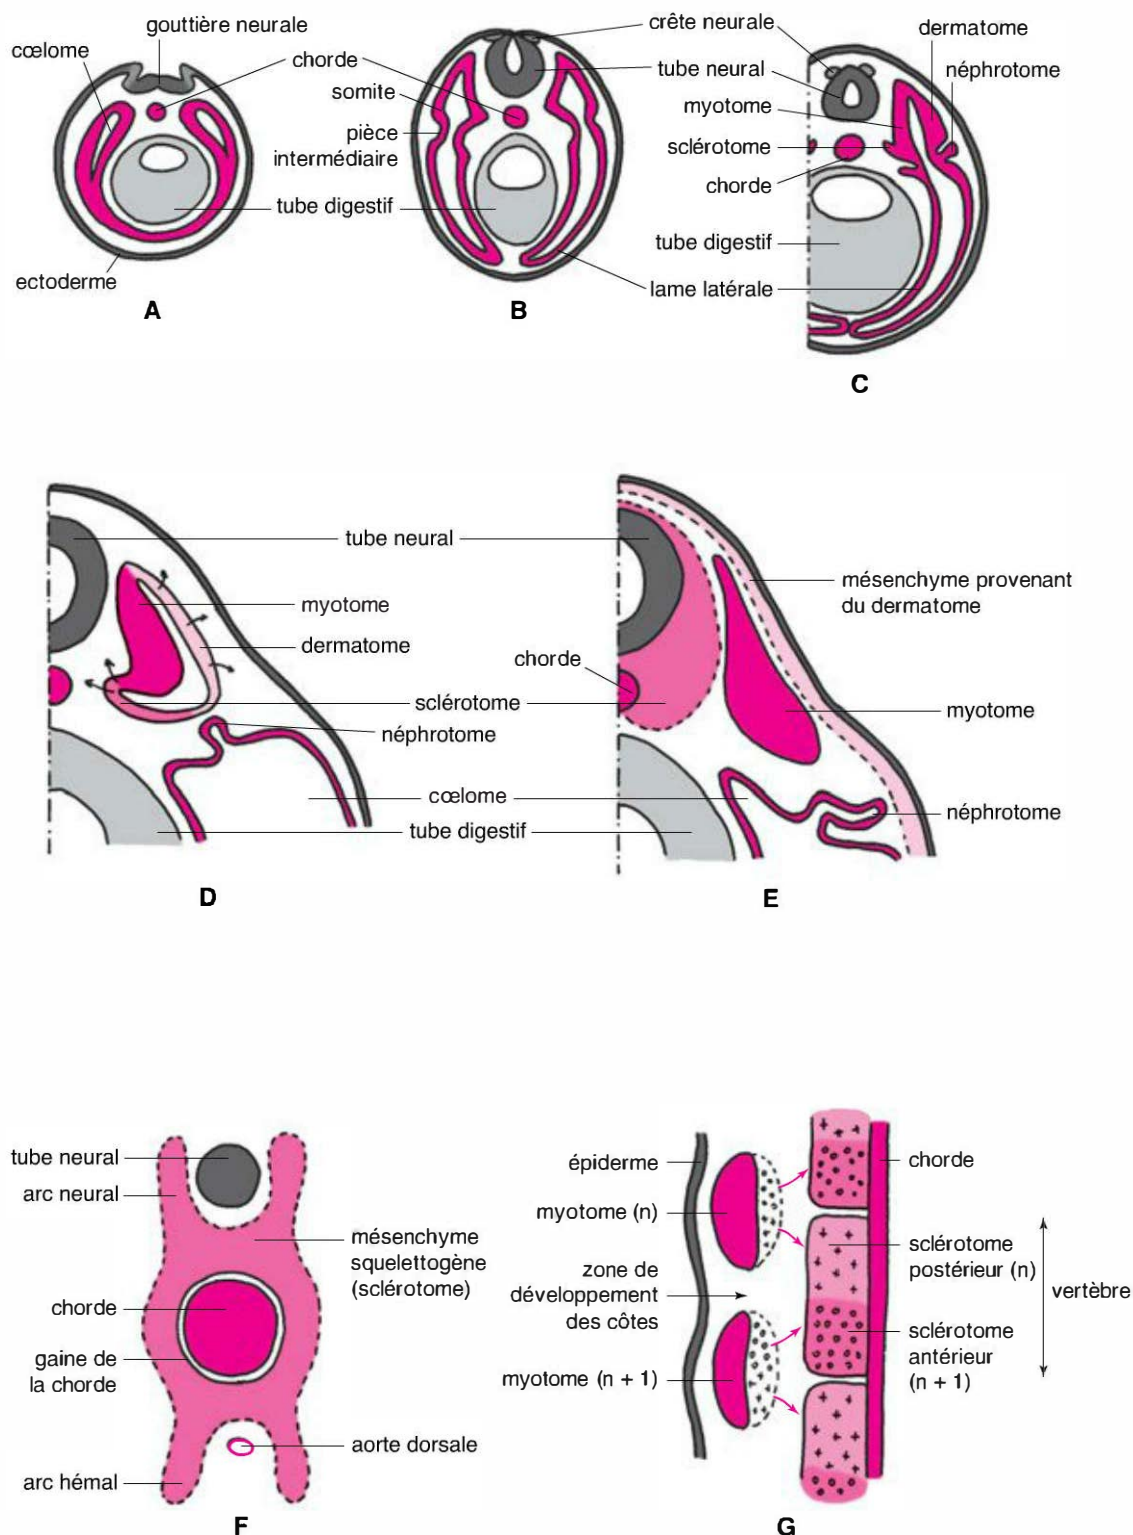 gouttière neurale
cœlome
chorde
somite
pièce
intermédiaire
tube digestif
ectoderme
A
B
crête neurale
tube neural
myotome
sclérotome
chorde
tube digestif
lame latérale
dermatome
néphrotome
C
tube neural
myotome
dermatome
sclérotome
néphrotome
cœlome
tube digestif
D
chorde
mésenchyme provenant
du dermatome
myotome
néphrotome
E
tube neural
arc neural
chorde
gaine de
la chorde
arc hémal
mésenchyme
squelettogène
(sclérotome)
aorte dorsale
F
épiderme
myotome (n)
zone de
développement
des côtes
myotome (n + 1)
chorde
sclérotome
postérieur (n)
vertèbre
sclérotome
antérieur
(n + 1)
G